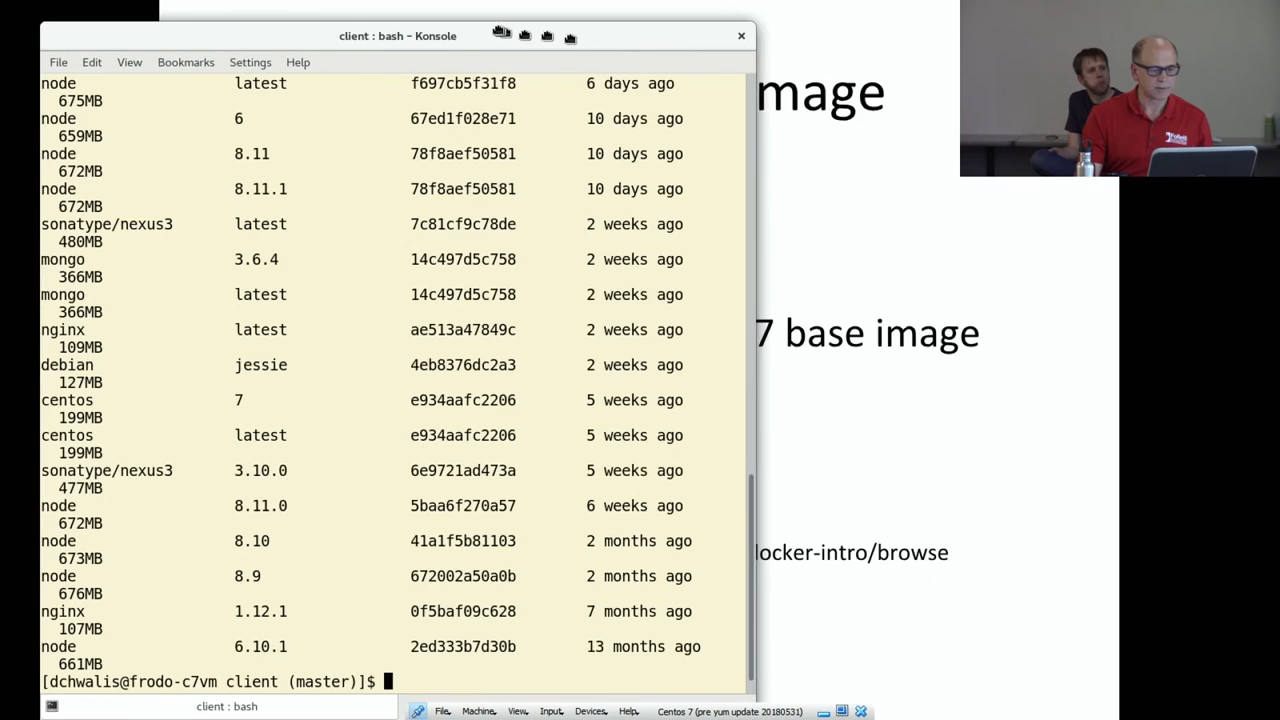 client : bash – Konsole
File Edit View Bookmarks Settings Help
node latest f697cb5f31f8 6 days ago
675MB
node 6 67ed1f028e71 10 days ago
659MB
node 8.11 78f8aef50581 10 days ago
672MB
node 8.11.1 78f8aef50581 10 days ago
672MB
sonatype/nexus3 latest 7c81cf9c78de 2 weeks ago
480MB
mongo 3.6.4 14c497d5c758 2 weeks ago
366MB
mongo latest 14c497d5c758 2 weeks ago
366MB
nginx latest ae513a47849c 2 weeks ago
109MB
debian jessie 4eb8376dc2a3 2 weeks ago
127MB
centos 7 e934aafc2206 5 weeks ago
199MB
centos latest e934aafc2206 5 weeks ago
199MB
sonatype/nexus3 3.10.0 6e9721ad473a 5 weeks ago
477MB
node 8.11.0 5baa6f270a57 6 weeks ago
672MB
node 8.10 41a1f5b81103 2 months ago
673MB
node 8.9 672002a50a0b 2 months ago
676MB
nginx 1.12.1 0f5baf09c628 7 months ago
107MB
node 6.10.1 2ed333b7d30b 13 months ago
661MB
[dchwalis@frodo-c7vm client (master)]$
client : bash
File Machine View Input Devices Help Centos 7 (pre yum update 20180531)
mage
7 base image
locker-intro/browse
Follett